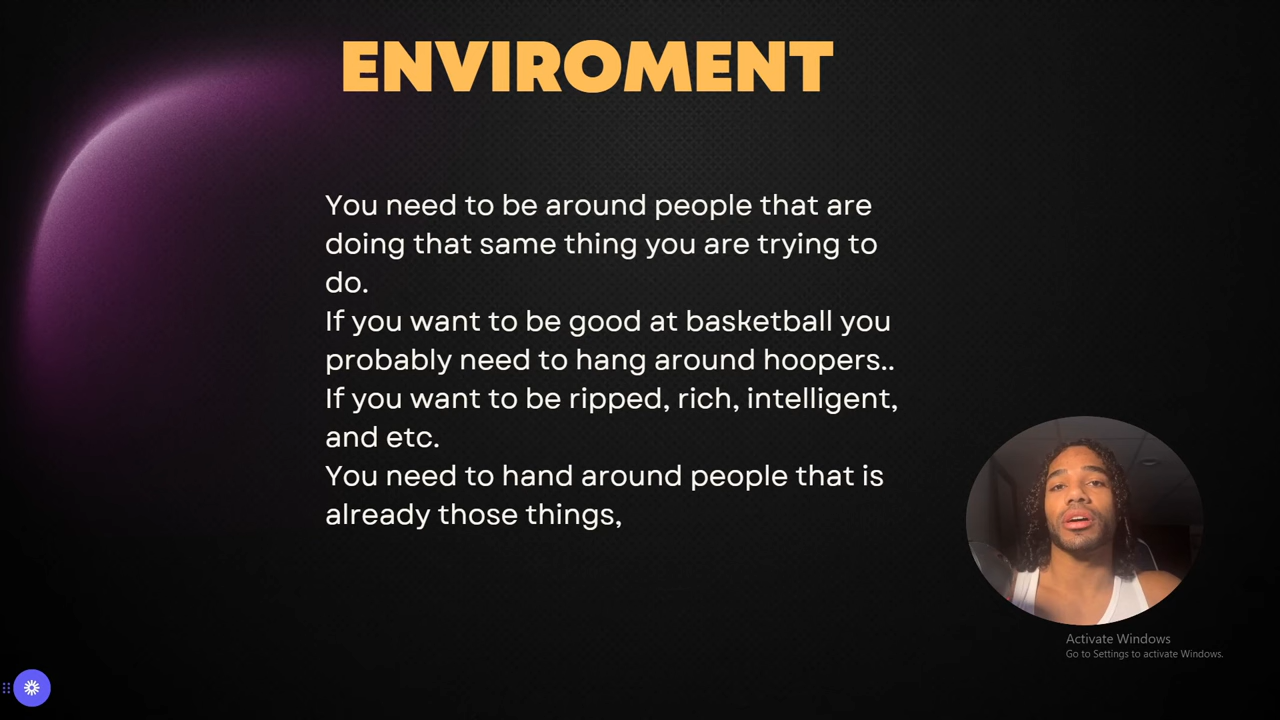 ENVIROMENT
You need to be around people that are
doing that same thing you are trying to
do.
If you want to be good at basketball you
probably need to hang around hoopers..
If you want to be ripped, rich, intelligent,
and etc.
You need to hand around people that is
already those things,
Activate Windows
Go to Settings to activate Windows.